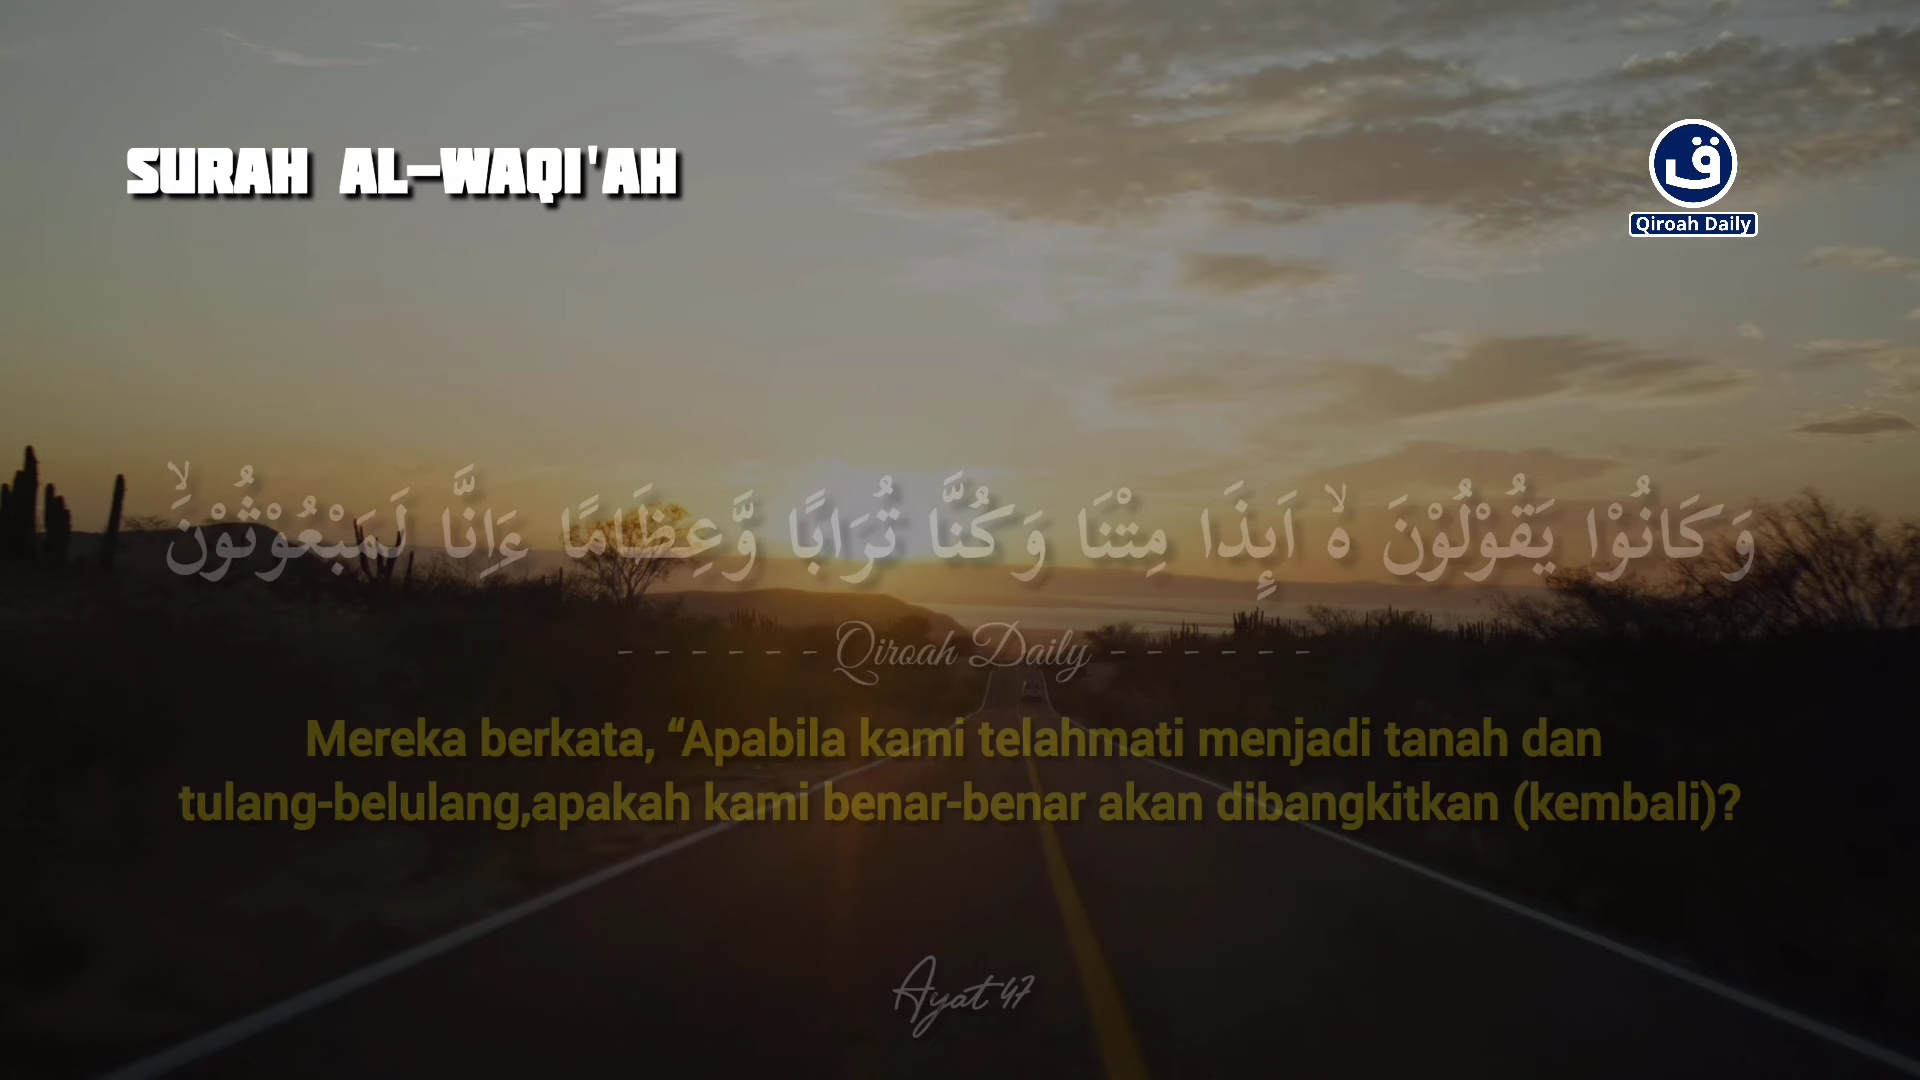 SURAH AL-WAQI'AH
ق
Qiroah Daily
وَكَانُوْا يَقُوْلُوْنَ ەۙ اَىِٕذَا مِتْنَا وَكُنَّا تُرَابًا وَّعِظَامًا ءَاِنَّا لَمَبْعُوْثُوْنَۙ
- - - - - - Qiroah Daily - - - - - -
Mereka berkata, “Apabila kami telahmati menjadi tanah dan
tulang-belulang,apakah kami benar-benar akan dibangkitkan (kembali)?
Ayat 47